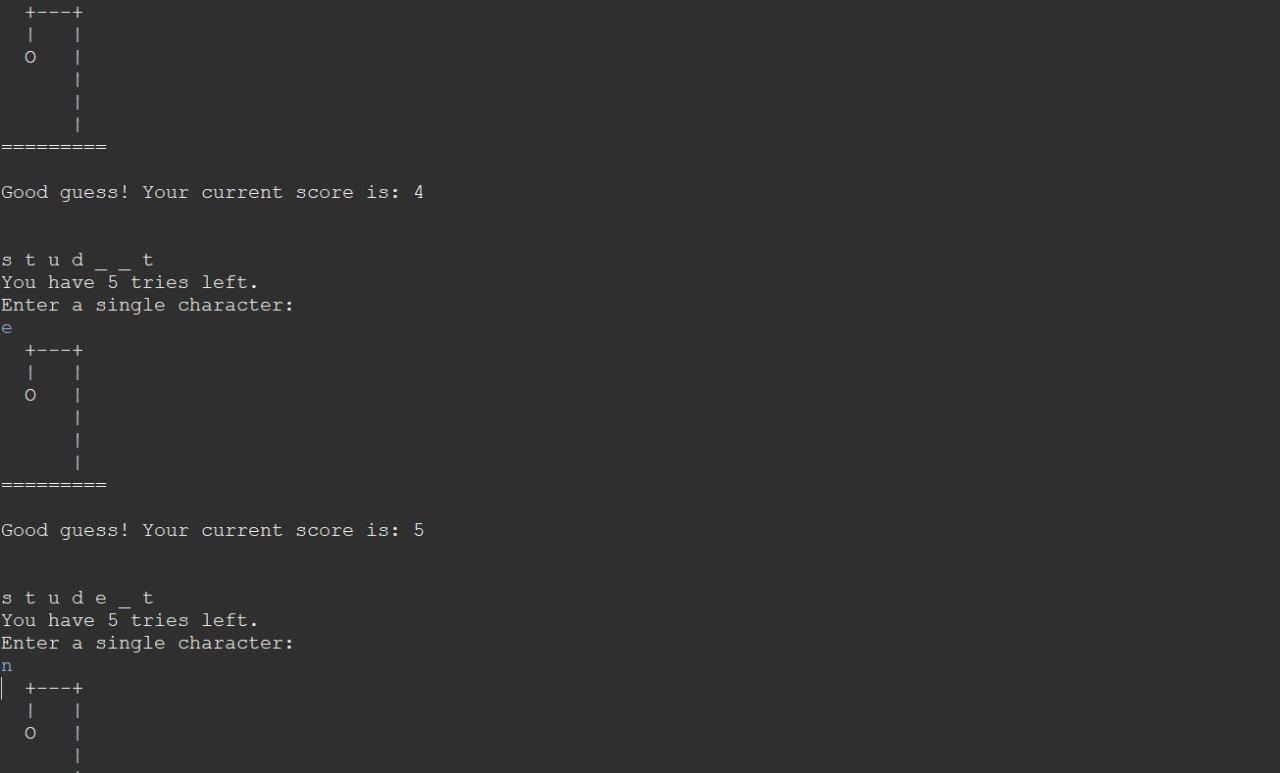 +---+
  |   |
  O   |
      |
      |
      |
=========

Good guess! Your current score is: 4


s t u d _ _ t
You have 5 tries left.
Enter a single character:
e
  +---+
  |   |
  O   |
      |
      |
      |
=========

Good guess! Your current score is: 5


s t u d e _ t
You have 5 tries left.
Enter a single character:
n
  +---+
  |   |
  O   |
      |